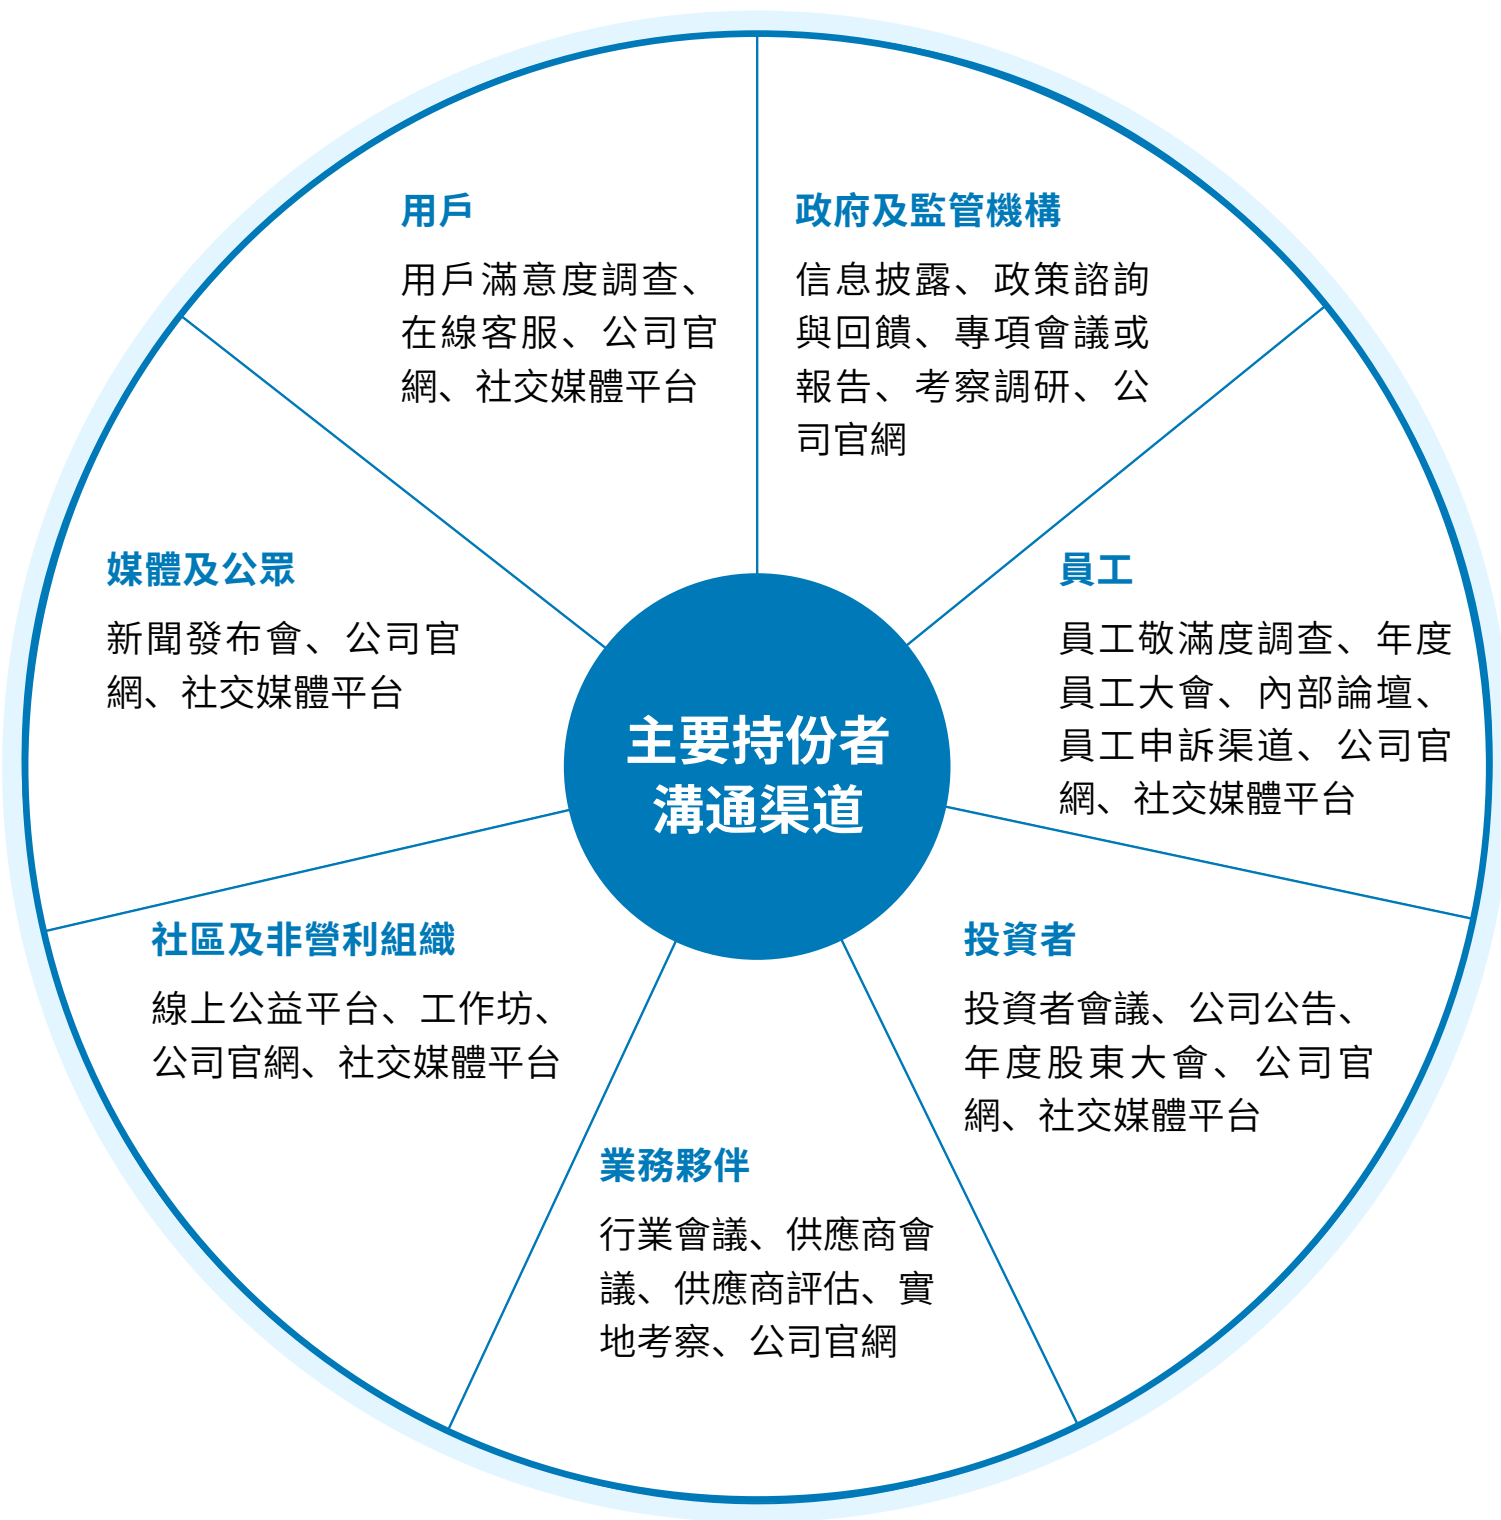 用戶
用戶滿意度調查、
在線客服、公司官
網、社交媒體平台
政府及監管機構
信息披露、政策諮詢
與回饋、專項會議或
報告、考察調研、公
司官網
媒體及公眾
新聞發布會、公司官
網、社交媒體平台
員工
員工敬滿度調查、年度
員工大會、內部論壇、
員工申訴渠道、公司官
網、社交媒體平台
主要持份者
溝通渠道
社區及非營利組織
線上公益平台、工作坊、
公司官網、社交媒體平台
投資者
投資者會議、公司公告、
年度股東大會、公司官
網、社交媒體平台
業務夥伴
行業會議、供應商會
議、供應商評估、實
地考察、公司官網